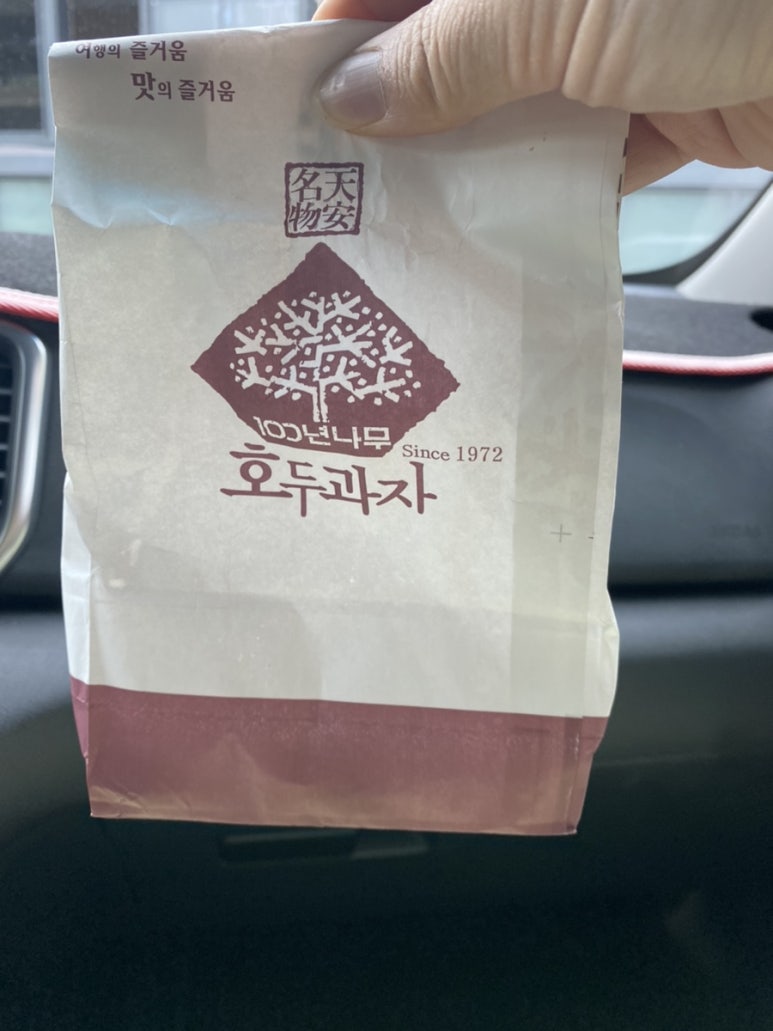 여행의 즐거움
맛의 즐거움
天安
名物
100년나무
Since 1972
호두과자